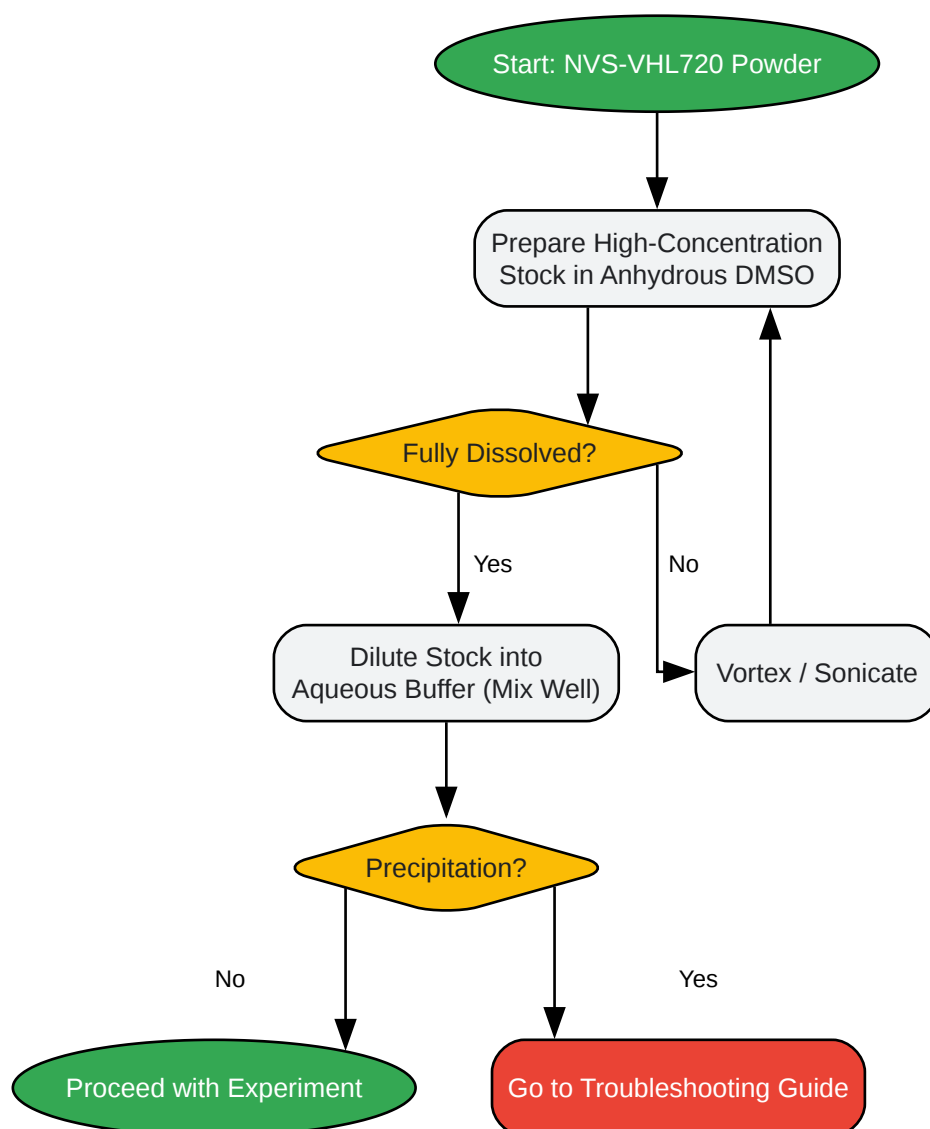 Start: NVS-VHL720 Powder
Prepare High-Concentration
Stock in Anhydrous DMSO
Fully Dissolved?
Yes
No
Dilute Stock into
Aqueous Buffer (Mix Well)
Vortex / Sonicate
Precipitation?
No
Yes
Proceed with Experiment
Go to Troubleshooting Guide